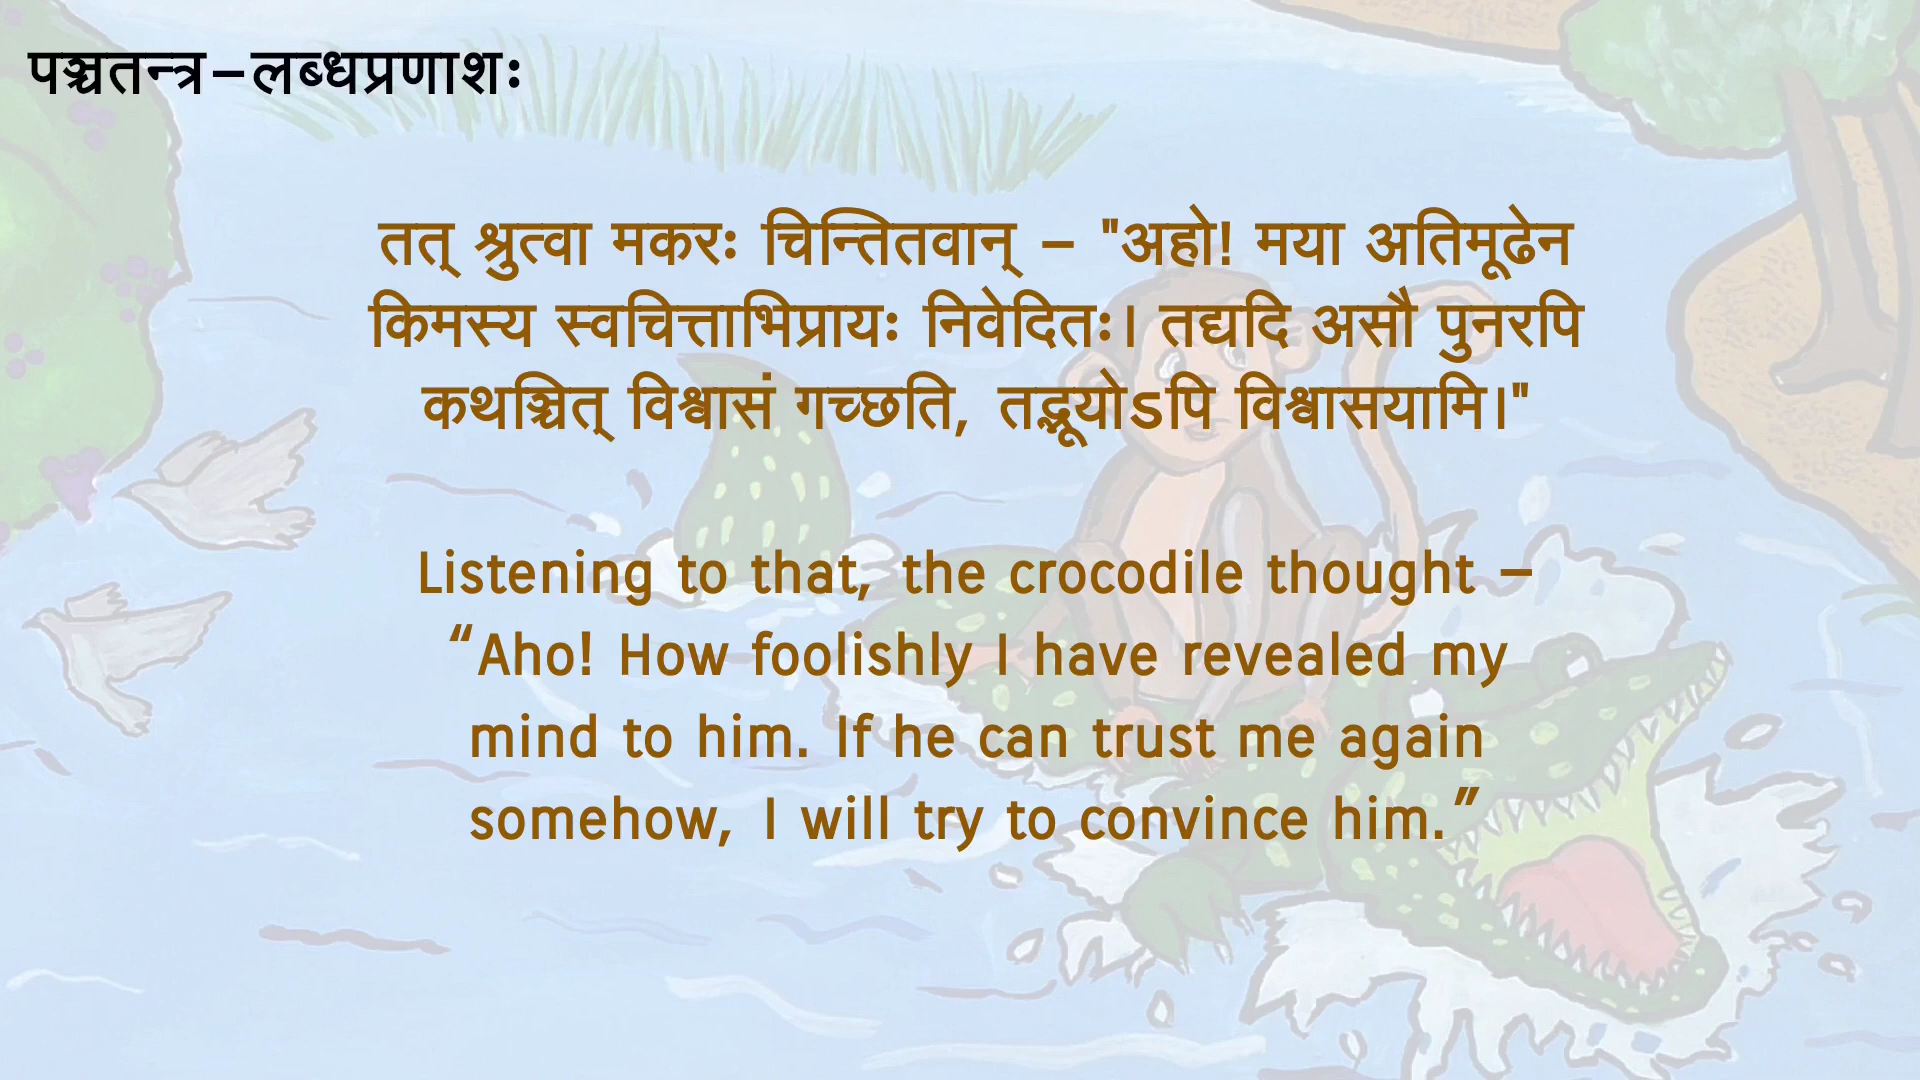 पञ्चतन्त्र-लब्धप्रणाशः
तत् श्रुत्वा मकरः चिन्तितवान् – "अहो! मया अतिमूढेन
किमस्य स्वचित्ताभिप्रायः निवेदितः। तद्यदि असौ पुनरपि
कथञ्चित् विश्वासं गच्छति, तद्भूयोऽपि विश्वासयामि।"
Listening to that, the crocodile thought –
“Aho! How foolishly I have revealed my
mind to him. If he can trust me again
somehow, I will try to convince him.”